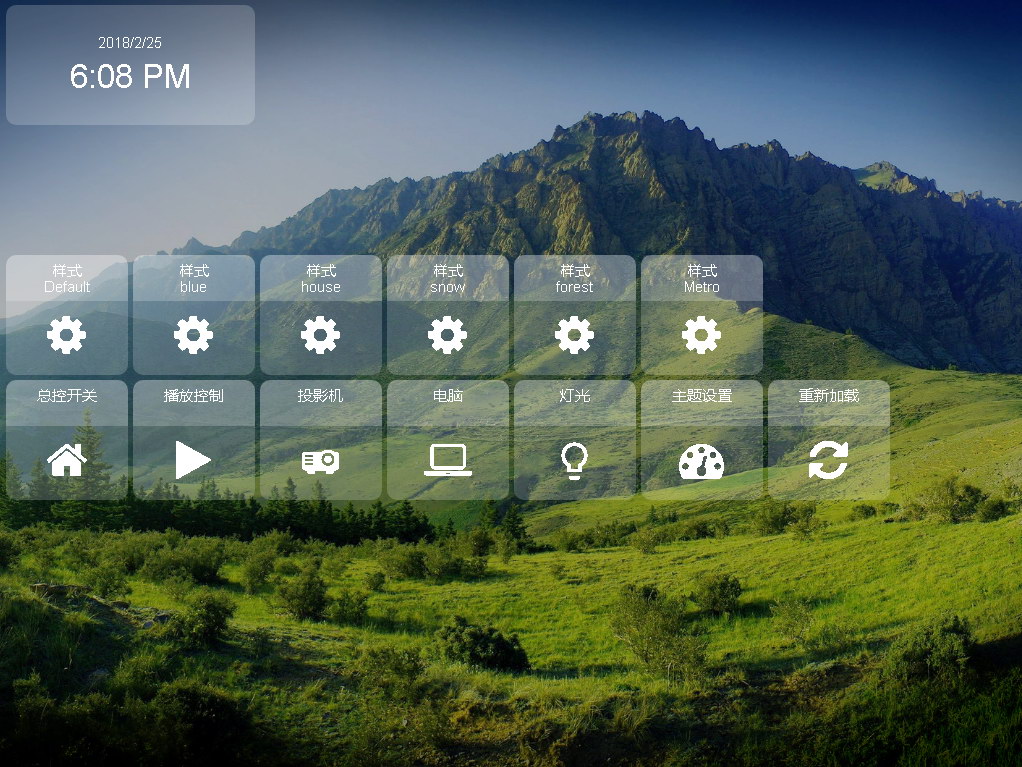 2018/2/25
6:08 PM
样式
Default
样式
blue
样式
house
样式
snow
样式
forest
样式
Metro
总控开关
播放控制
投影机
电脑
灯光
主题设置
重新加载